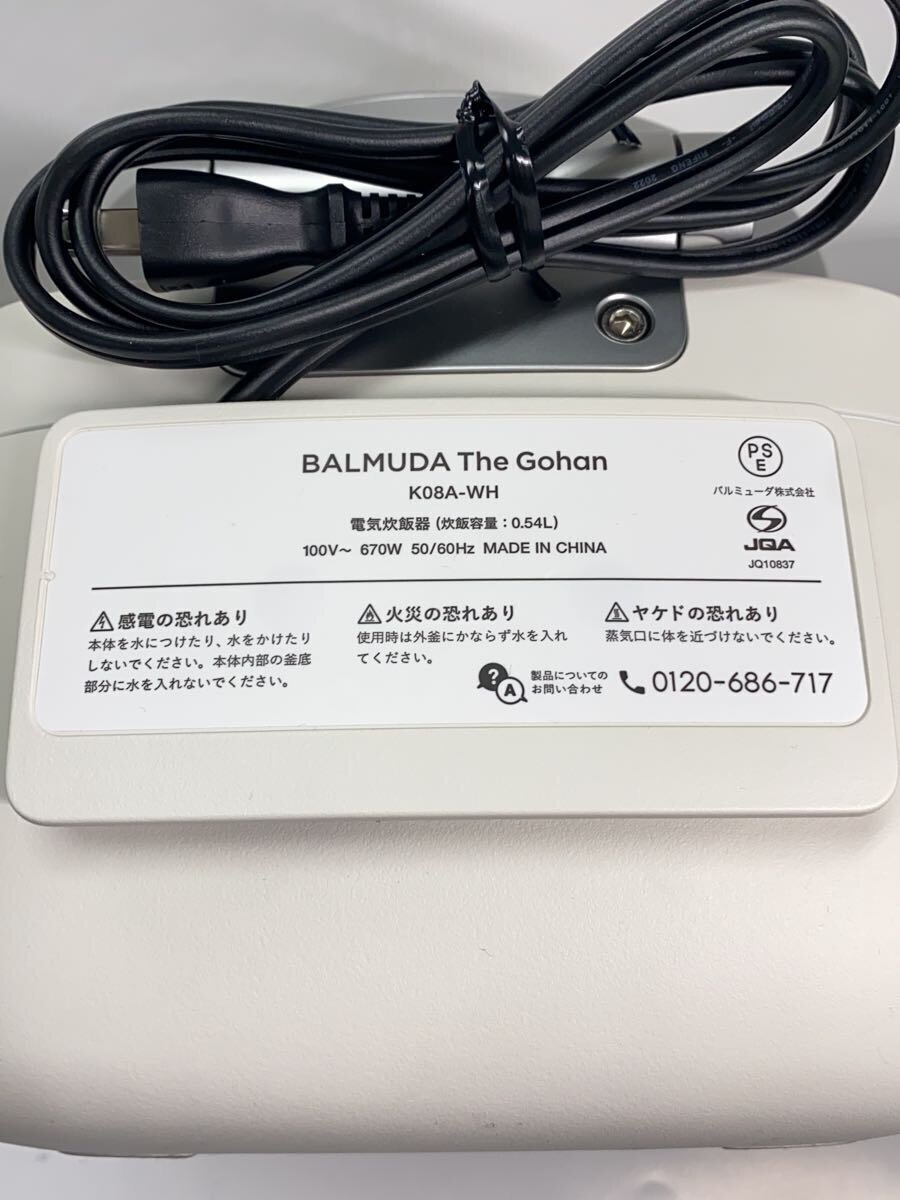 RIFENG 2022
BALMUDA The Gohan
K08A-WH
電気炊飯器 (炊飯容量：0.54L)
100V～ 670W 50/60Hz MADE IN CHINA
PS
E
バルミューダ株式会社
JQA
JQ10837
感電の恐れあり
本体を水につけたり、水をかけたり
しないでください。本体内部の釜底
部分に水を入れないでください。
火災の恐れあり
使用時は外釜にかならず水を入れ
てください。
ヤケドの恐れあり
蒸気口に体を近づけないでください。
?
A
製品についての
お問い合わせ
0120-686-717